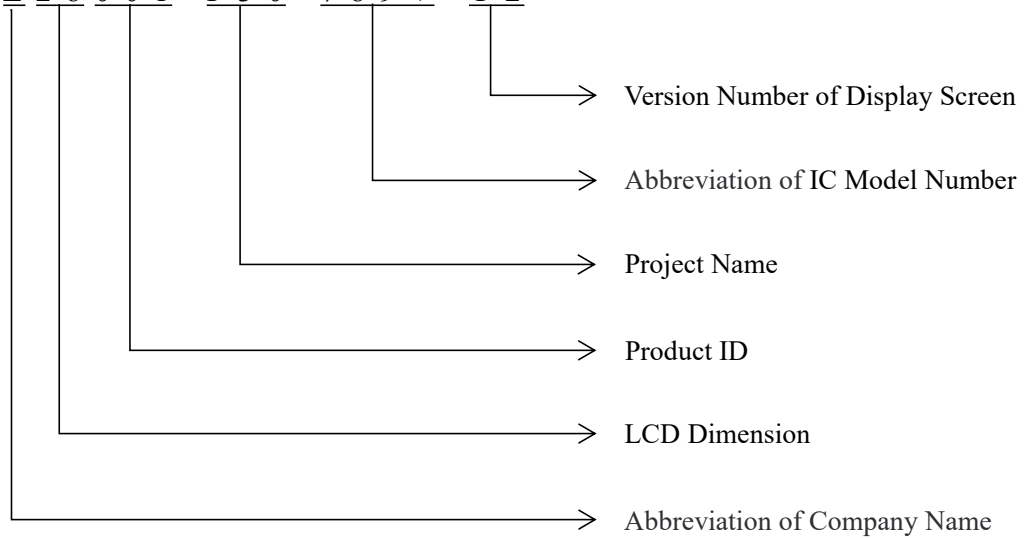 Version Number of Display Screen
Abbreviation of IC Model Number
Project Name
Product ID
LCD Dimension
Abbreviation of Company Name